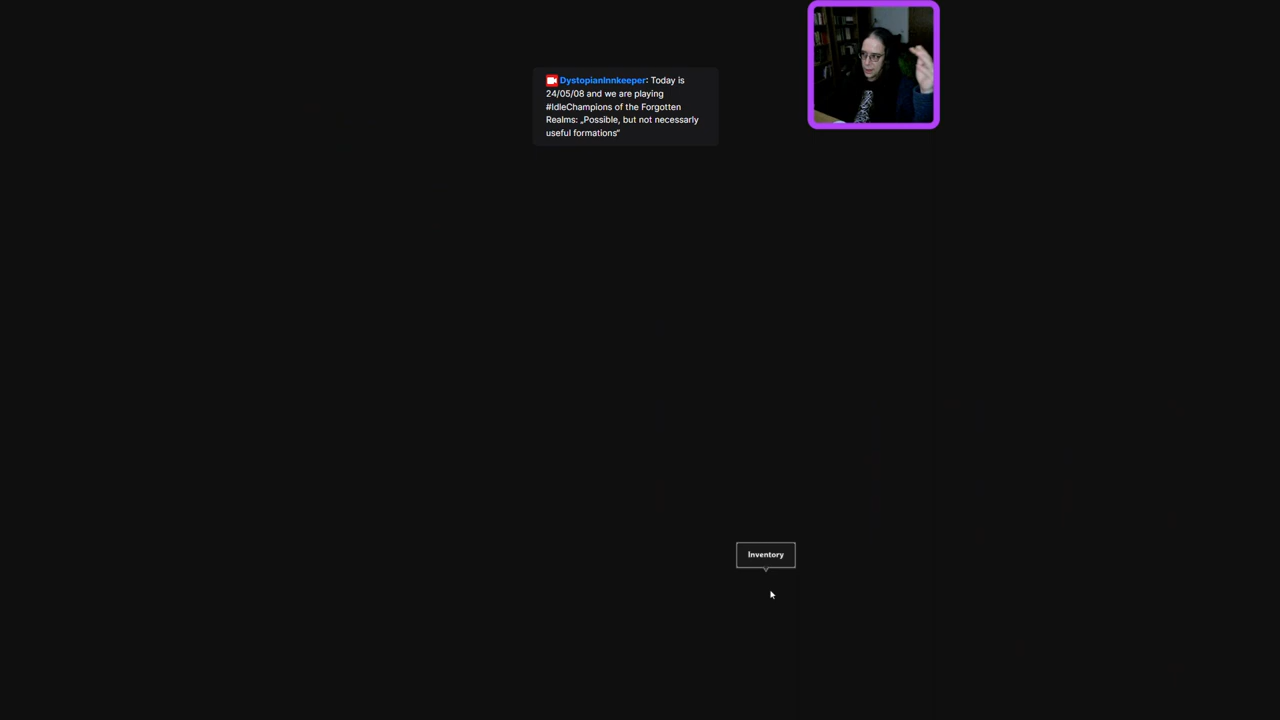 DystopianInnkeeper: Today is
24/05/08 and we are playing
#IdleChampions of the Forgotten
Realms: „Possible, but not necessarly
useful formations“
Inventory